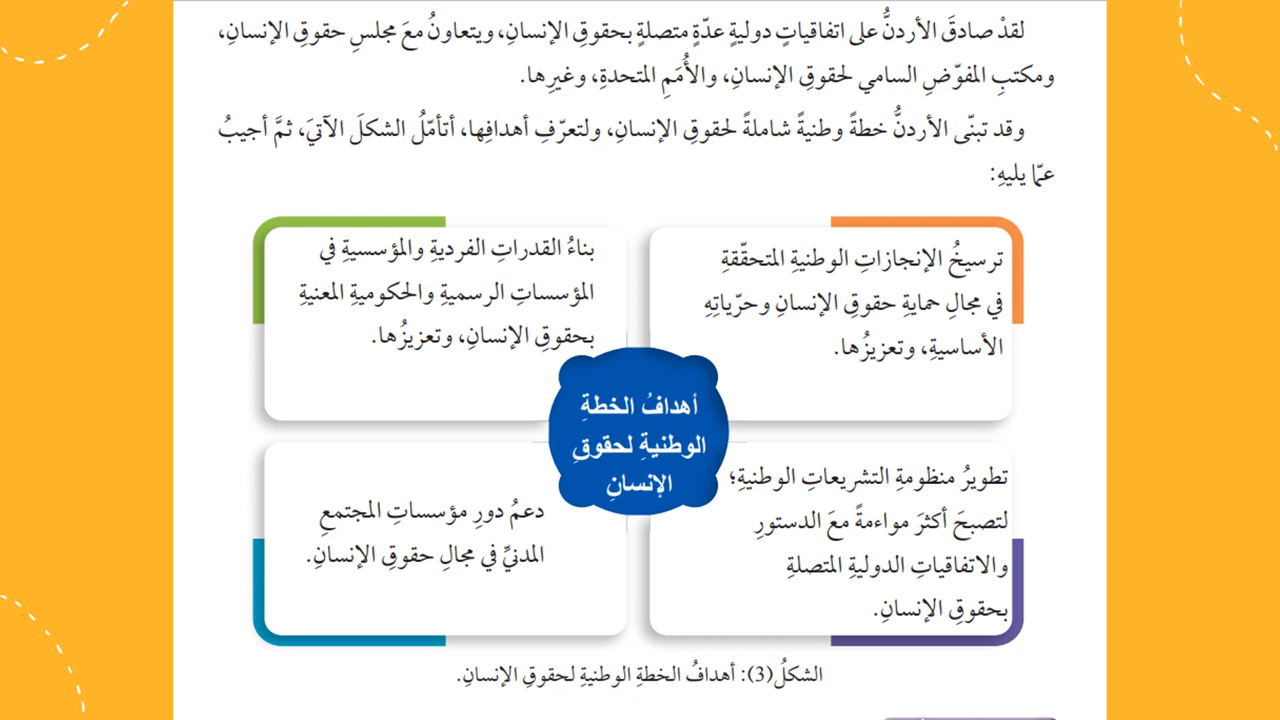 لقدْ صادقَ الأردنُّ على اتفاقياتٍ دوليةٍ عدّةٍ متصلةٍ بحقوقِ الإنسانِ، ويتعاونُ معَ مجلسِ حقوقِ الإنسانِ،
ومكتبِ المفوّضِ السامي لحقوقِ الإنسانِ، والأُمَمِ المتحدةِ، وغيرِها.
وقد تبنّى الأردنُّ خطةً وطنيةً شاملةً لحقوقِ الإنسانِ، ولتعرّفِ أهدافِها، أتأمّلُ الشكلَ الآتيَ، ثمَّ أجيبُ
عمّا يليهِ:
ترسيخُ الإنجازاتِ الوطنيةِ المتحقّقةِ
في مجالِ حمايةِ حقوقِ الإنسانِ وحرّياتِهِ
الأساسيةِ، وتعزيزُها.
بناءُ القدراتِ الفرديةِ والمؤسسيةِ في
المؤسساتِ الرسميةِ والحكوميةِ المعنيةِ
بحقوقِ الإنسانِ، وتعزيزُها.
أهدافُ الخطةِ
الوطنيةِ لحقوقِ
الإنسانِ
تطويرُ منظومةِ التشريعاتِ الوطنيةِ؛
لتصبحَ أكثرَ مواءمةً معَ الدستورِ
والاتفاقياتِ الدوليةِ المتصلةِ
بحقوقِ الإنسانِ.
دعمُ دورِ مؤسساتِ المجتمعِ
المدنيِّ في مجالِ حقوقِ الإنسانِ.
الشكلُ(3): أهدافُ الخطةِ الوطنيةِ لحقوقِ الإنسانِ.